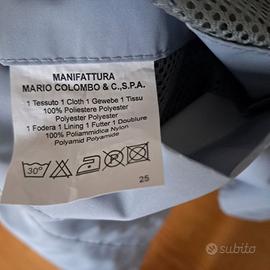 MANIFATTURA
MARIO COLOMBO & C.,S.P.A.
1 Tessuto 1 Cloth 1 Gewebe 1 Tissu
100% Poliestere Polyester
Polyester Polyester
1 Fodera 1 Lining 1 Futter 1 Doublure
100% Poliammidica Nylon
Polyamid Polyamide
30°
25
subito